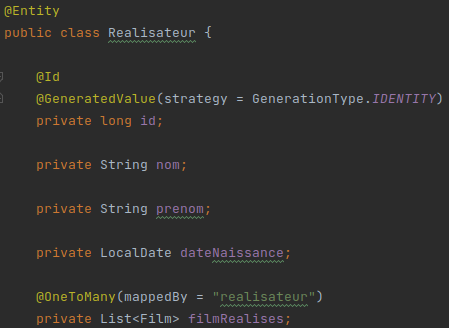 @Entity
public class Realisateur {
@Id
@GeneratedValue(strategy = GenerationType.IDENTITY)
private long id;
private String nom;
private String prenom;
private LocalDate dateNaissance;
@OneToMany(mappedBy = "realisateur")
private List<Film> filmRealises;